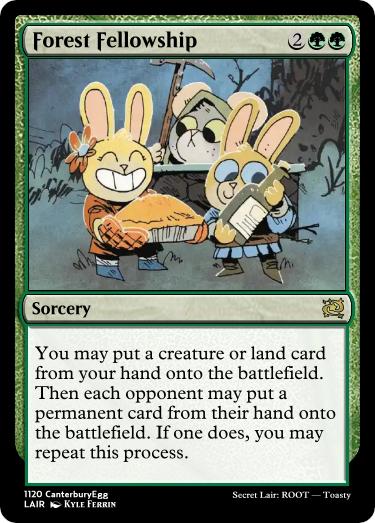 Forest Fellowship 2
Sorcery
You may put a creature or land card
from your hand onto the battlefield.
Then each opponent may put a
permanent card from their hand onto
the battlefield. If one does, you may
repeat this process.
1120 CanterburyEgg
LAIR Kyle Ferrin
Secret Lair: ROOT — Toasty